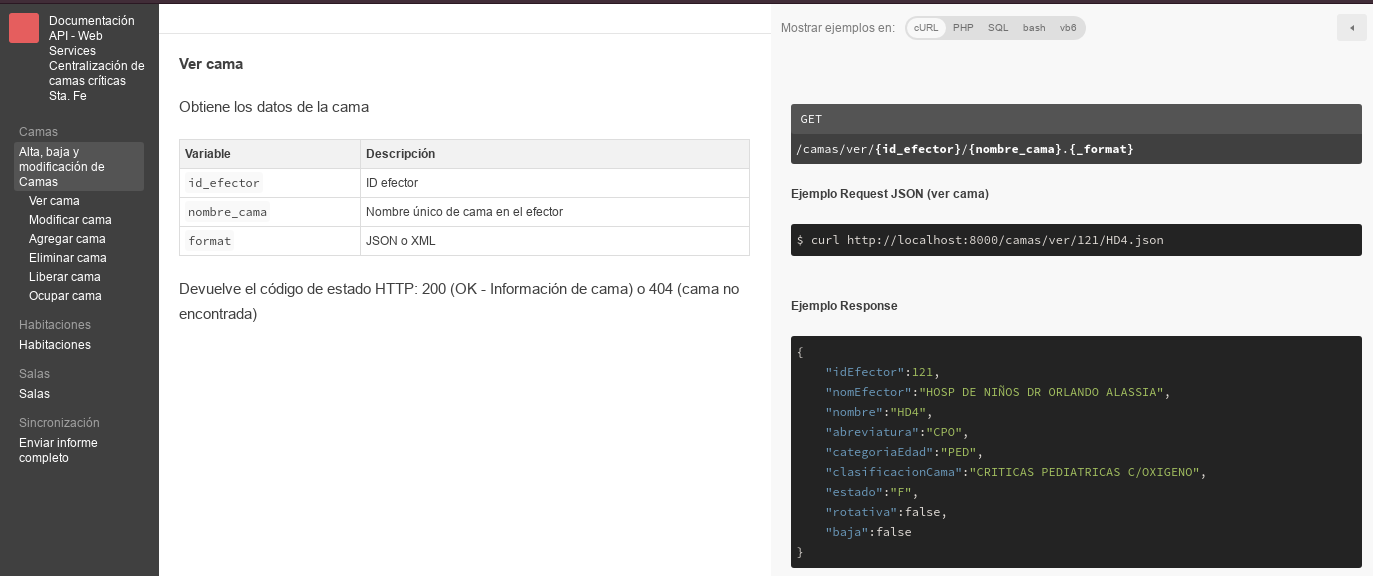 Documentación
API - Web
Services
Centralización de
camas críticas
Sta. Fe
Camas
Alta, baja y
modificación de
Camas
Ver cama
Modificar cama
Agregar cama
Eliminar cama
Liberar cama
Ocupar cama
Habitaciones
Habitaciones
Salas
Salas
Sincronización
Enviar informe
completo
Ver cama
Obtiene los datos de la cama
Variable Descripción
id_efector ID efector
nombre_cama Nombre único de cama en el efector
format JSON o XML
Devuelve el código de estado HTTP: 200 (OK - Información de cama) o 404 (cama no
encontrada)
Mostrar ejemplos en: cURL PHP SQL bash vb6
GET
/camas/ver/{id_efector}/{nombre_cama}.{_format}
Ejemplo Request JSON (ver cama)
$ curl http://localhost:8000/camas/ver/121/HD4.json
Ejemplo Response
{
"idEfector":121,
"nomEfector":"HOSP DE NIÑOS DR ORLANDO ALASSIA",
"nombre":"HD4",
"abreviatura":"CPO",
"categoriaEdad":"PED",
"clasificacionCama":"CRITICAS PEDIATRICAS C/OXIGENO",
"estado":"F",
"rotativa":false,
"baja":false
}